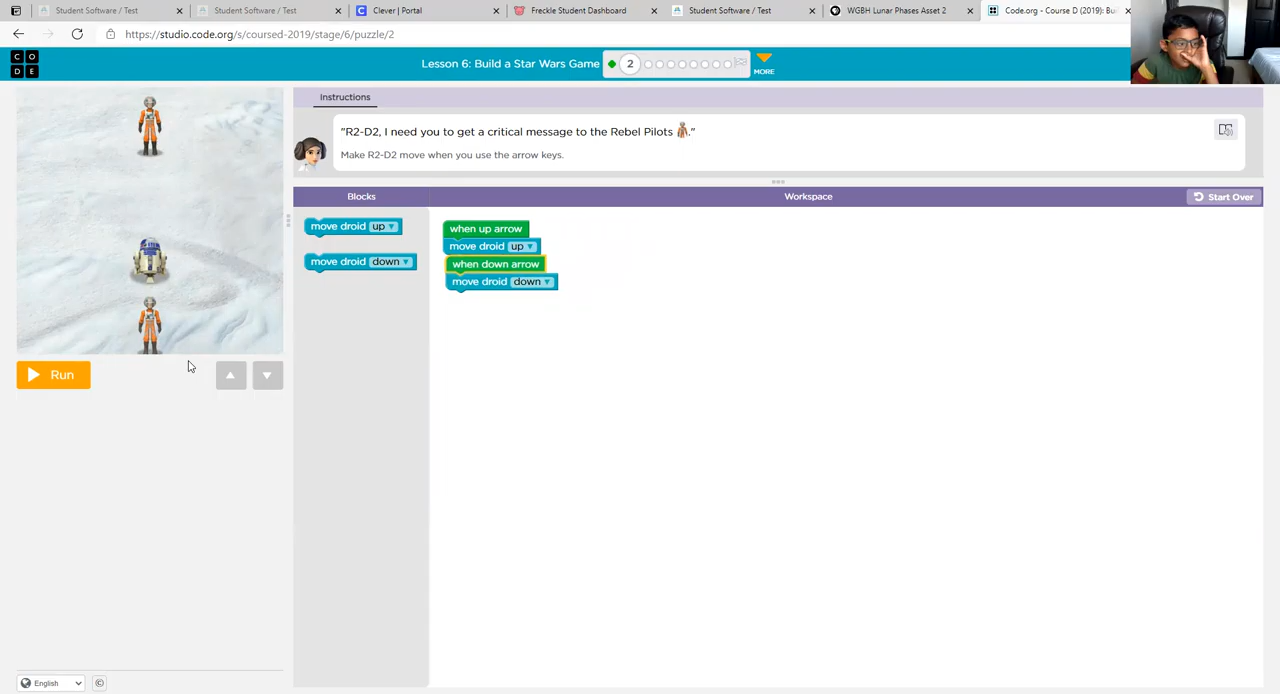 Student Software / Test
Student Software / Test
Clever | Portal
Freckle Student Dashboard
Student Software / Test
WGBH Lunar Phases Asset 2
Code.org - Course D (2019): Bu
https://studio.code.org/s/coursed-2019/stage/6/puzzle/2
C O
D E
Lesson 6: Build a Star Wars Game
2
MORE
Instructions
"R2-D2, I need you to get a critical message to the Rebel Pilots ."
Make R2-D2 move when you use the arrow keys.
Blocks
Workspace
Start Over
move droid up
move droid down
when up arrow
move droid up
when down arrow
move droid down
Run
English
©